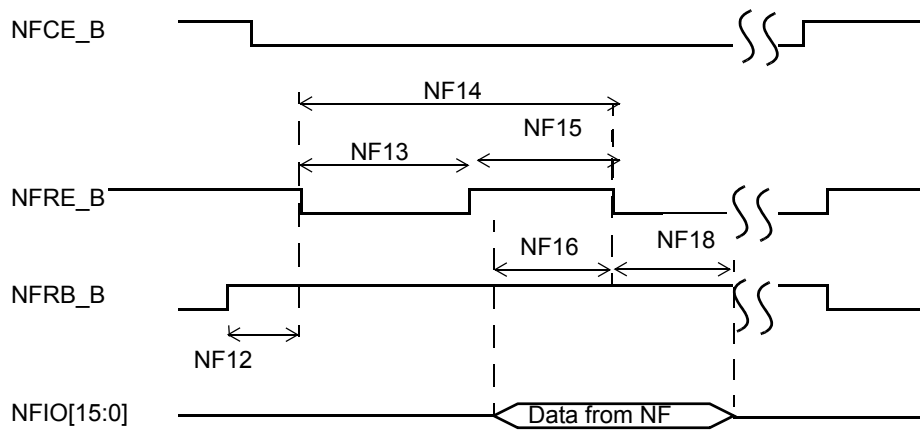 NFCE_B
NF14
NF15
NF13
NFRE_B
NF16
NF18
NFRB_B
NF12
NFIO[15:0]
Data from NF